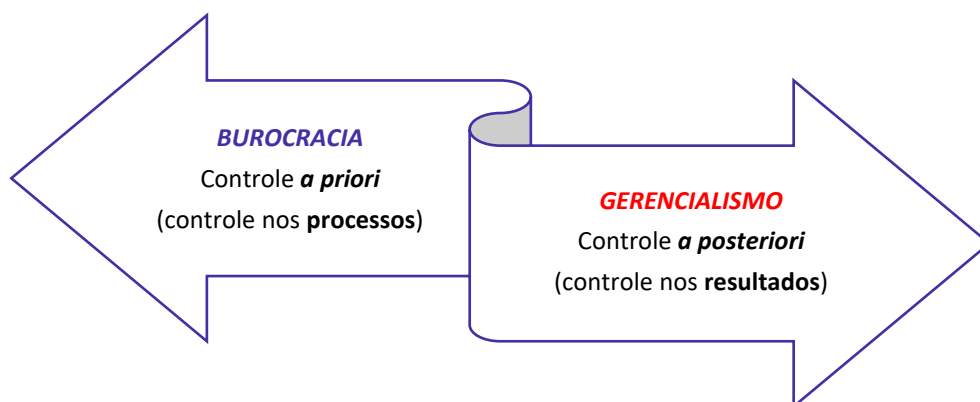 BUROCRACIA
Controle a priori
(controle nos processos)
GERENCIALISMO
Controle a posteriori
(controle nos resultados)